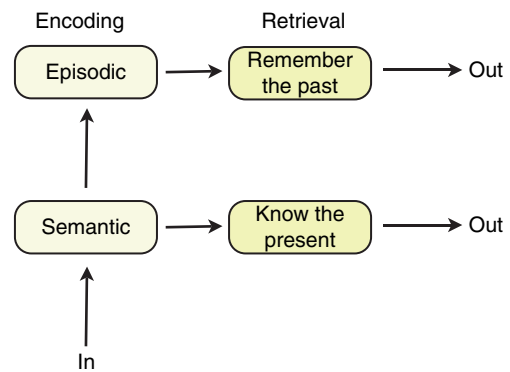 Encoding
Retrieval
Episodic
Remember
the past
Out
Semantic
Know the
present
Out
In